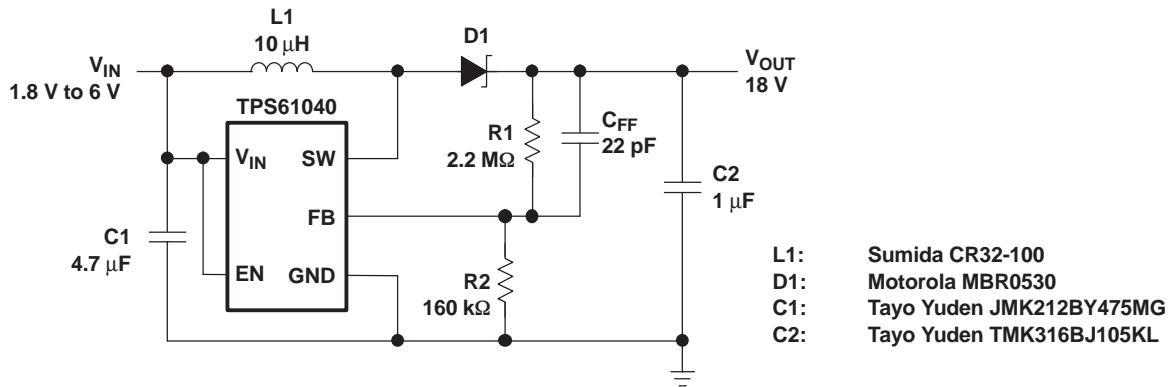 L1
10 μH
D1
VIN
1.8 V to 6 V
VOUT
18 V
TPS61040
VIN
SW
FB
EN
GND
R1
2.2 MΩ
CFF
22 pF
C2
1 μF
C1
4.7 μF
R2
160 kΩ
L1: Sumida CR32-100
D1: Motorola MBR0530
C1: Tayo Yuden JMK212BY475MG
C2: Tayo Yuden TMK316BJ105KL